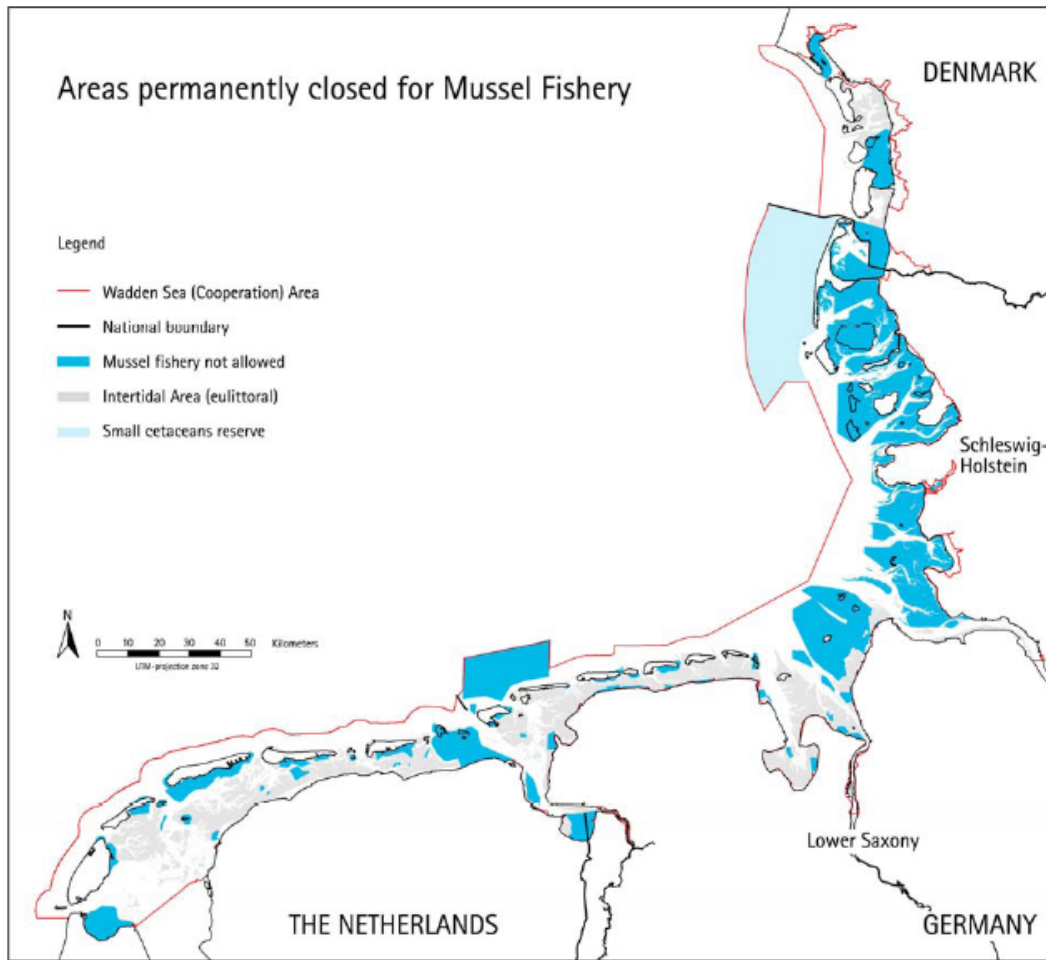 Areas permanently closed for Mussel Fishery
DENMARK
Legend
Wadden Sea (Cooperation) Area
National boundary
Mussel fishery not allowed
Intertidal Area (eulittoral)
Small cetaceans reserve
Schleswig-
Holstein
N
0 10 20 30 40 50 Kilometers
UTM-projection zone 32
Lower Saxony
THE NETHERLANDS
GERMANY